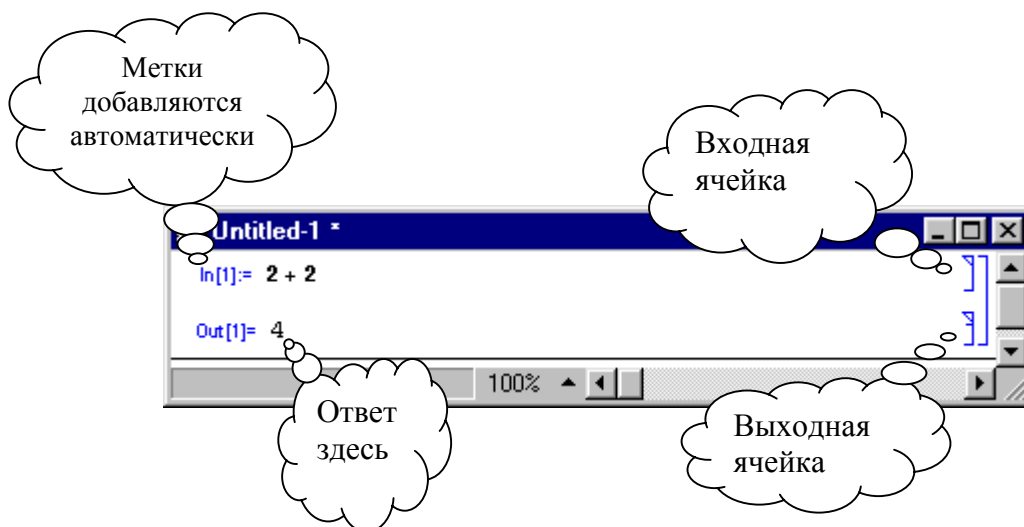 Метки
добавляются
автоматически
Входная
ячейка
Untitled-1 *
In[1]:= 2 + 2
Out[1]= 4
100%
Ответ
здесь
Выходная
ячейка